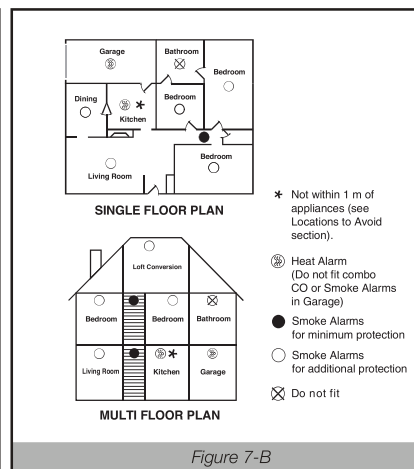 Garage
Bathroom
Bedroom
Dining
Kitchen
*
Bedroom
Living Room
Bedroom
SINGLE FLOOR PLAN
Loft Conversion
Bedroom
Bedroom
Bathroom
Living Room
Kitchen
*
Garage
MULTI FLOOR PLAN
* Not within 1 m of
appliances (see
Locations to Avoid
section).
Heat Alarm
(Do not fit combo
CO or Smoke Alarms
in Garage)
Smoke Alarms
for minimum protection
Smoke Alarms
for additional protection
Do not fit
Figure 7-B